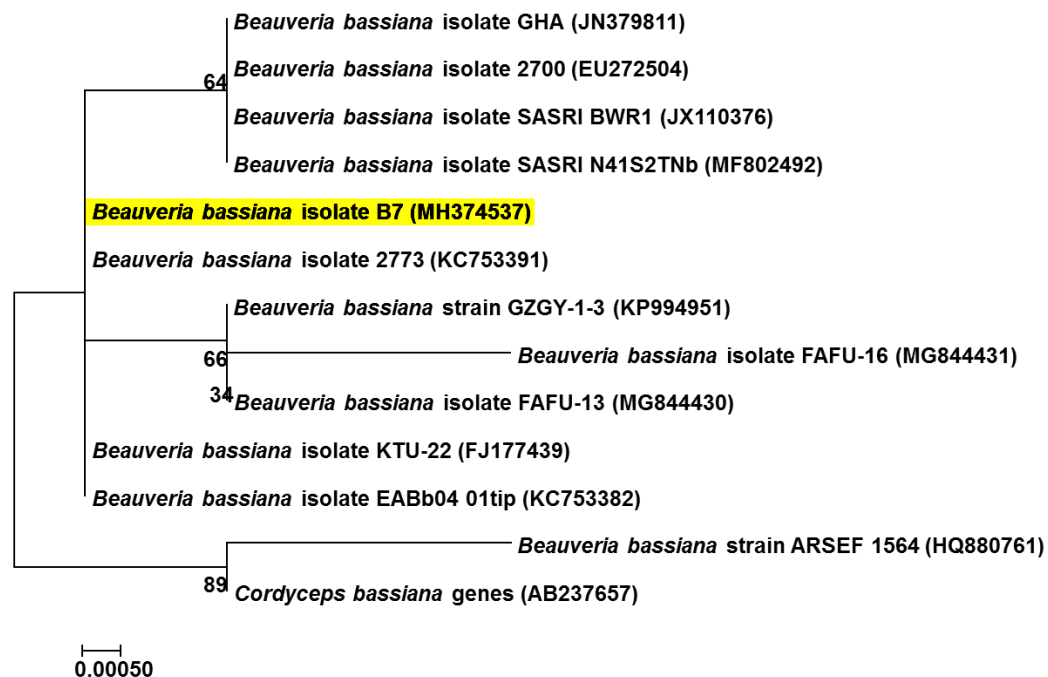 Beauveria bassiana isolate GHA (JN379811)
Beauveria bassiana isolate 2700 (EU272504)
64
Beauveria bassiana isolate SASRI BWR1 (JX110376)
Beauveria bassiana isolate SASRI N41S2TNb (MF802492)
Beauveria bassiana isolate B7 (MH374537)
Beauveria bassiana isolate 2773 (KC753391)
Beauveria bassiana strain GZGY-1-3 (KP994951)
66
Beauveria bassiana isolate FAFU-16 (MG844431)
34
Beauveria bassiana isolate FAFU-13 (MG844430)
Beauveria bassiana isolate KTU-22 (FJ177439)
Beauveria bassiana isolate EABb04 01tip (KC753382)
Beauveria bassiana strain ARSEF 1564 (HQ880761)
89
Cordyceps bassiana genes (AB237657)
0.00050